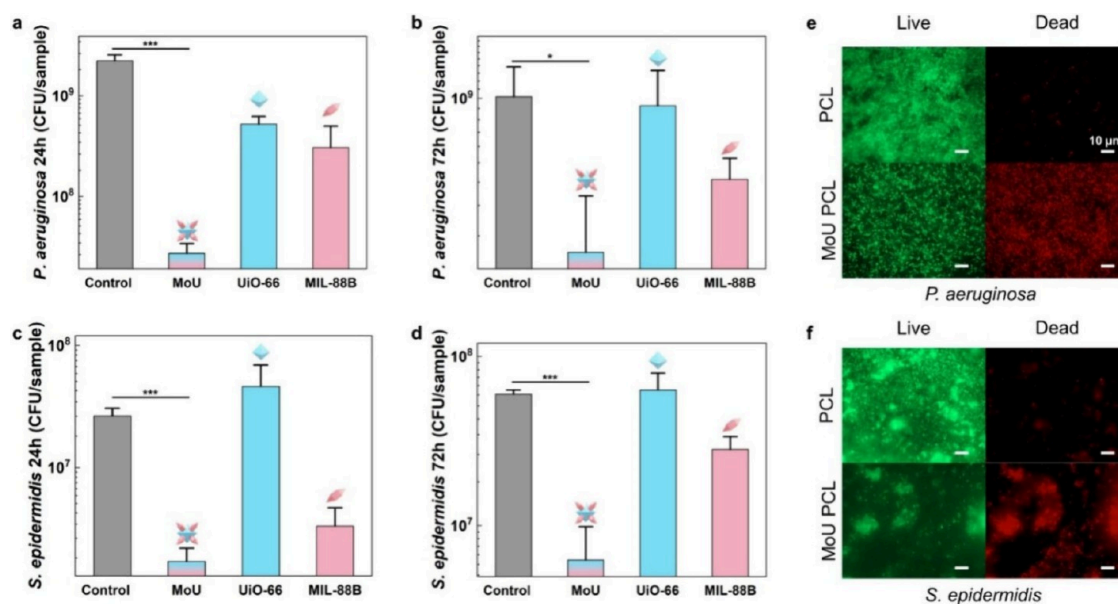 a
***
P. aeruginosa 24h (CFU/sample)
10⁹
10⁸
Control MoU UiO-66 MIL-88B
b
*
P. aeruginosa 72h (CFU/sample)
10⁹
Control MoU UiO-66 MIL-88B
e
Live Dead
PCL
10 µm
MoU PCL
P. aeruginosa
c
***
S. epidermidis 24h (CFU/sample)
10⁸
10⁷
Control MoU UiO-66 MIL-88B
d
***
S. epidermidis 72h (CFU/sample)
10⁸
10⁷
Control MoU UiO-66 MIL-88B
f
Live Dead
PCL
MoU PCL
S. epidermidis